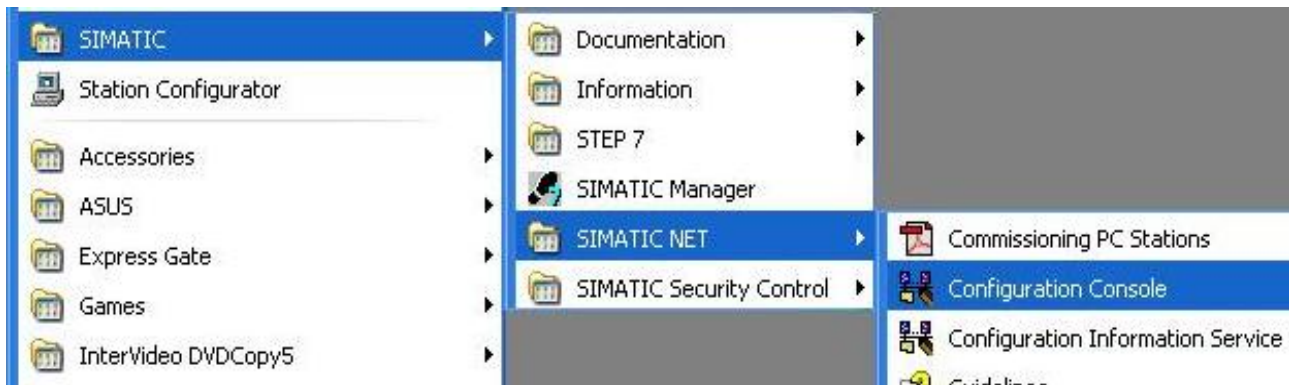 SIMATIC
Station Configurator
Accessories
ASUS
Express Gate
Games
InterVideo DVDCopy5
Documentation
Information
STEP 7
SIMATIC Manager
SIMATIC NET
SIMATIC Security Control
Commissioning PC Stations
Configuration Console
Configuration Information Service